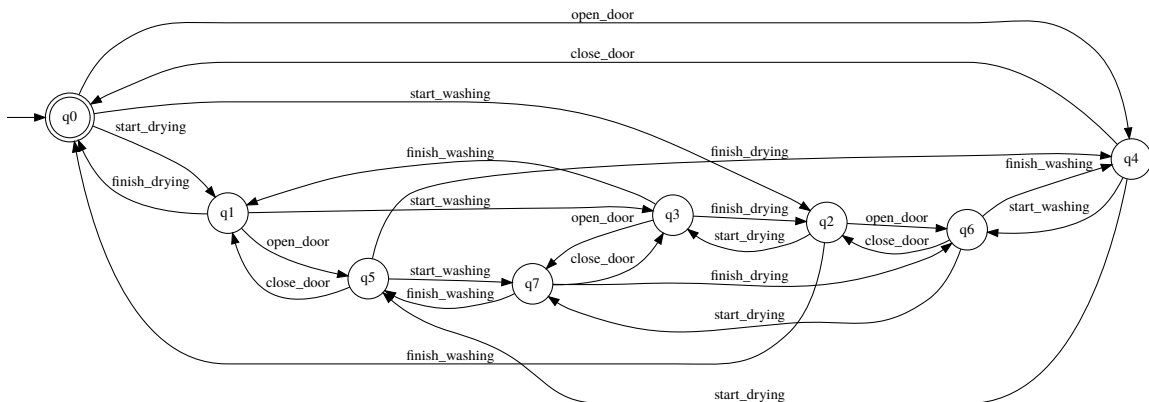 open_door
close_door
start_washing
q0
start_drying
finish_drying
finish_washing
finish_drying
finish_washing
q4
start_washing
q1
start_washing
q3
finish_drying
q2
open_door
q6
open_door
start_drying
close_door
open_door
close_door
q5
start_washing
q7
finish_drying
close_door
finish_washing
start_drying
finish_washing
start_drying